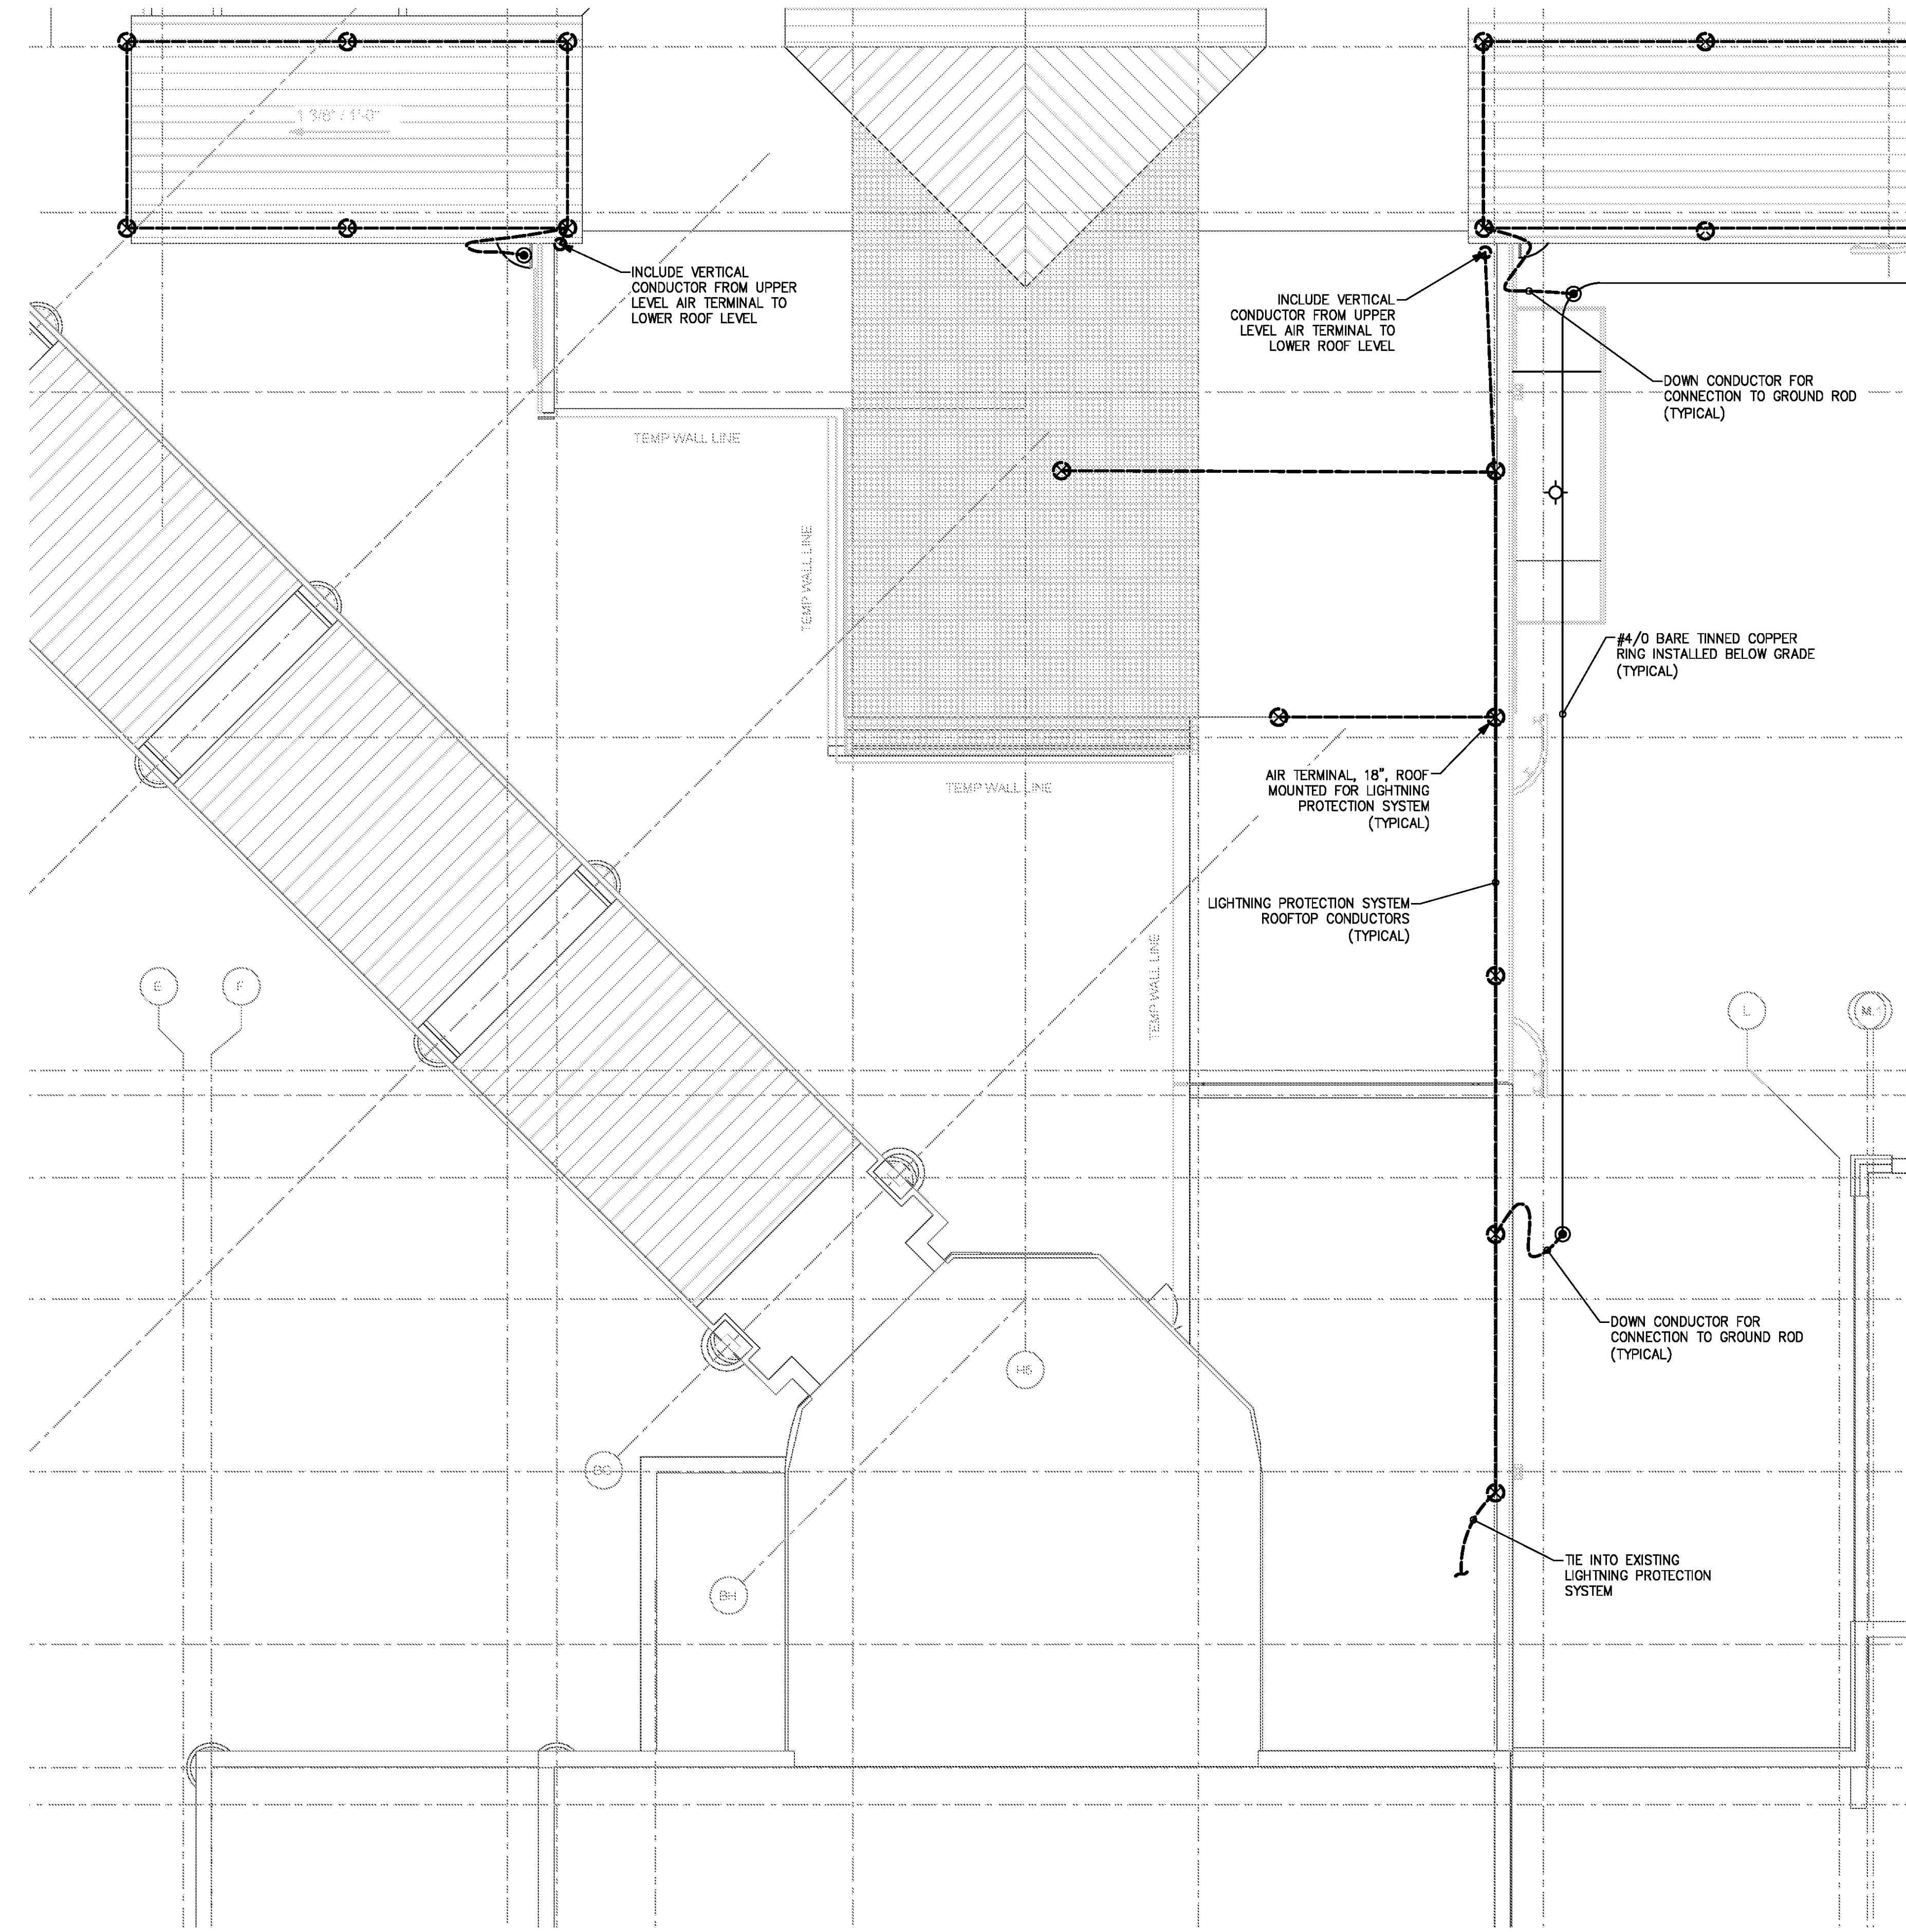 1 3/8" / 1'-0"
INCLUDE VERTICAL
CONDUCTOR FROM UPPER
LEVEL AIR TERMINAL TO
LOWER ROOF LEVEL
INCLUDE VERTICAL
CONDUCTOR FROM UPPER
LEVEL AIR TERMINAL TO
LOWER ROOF LEVEL
DOWN CONDUCTOR FOR
CONNECTION TO GROUND ROD
(TYPICAL)
TEMP WALL LINE
TEMP WALL LINE
#4/0 BARE TINNED COPPER
RING INSTALLED BELOW GRADE
(TYPICAL)
TEMP WALL LINE
AIR TERMINAL, 18", ROOF
MOUNTED FOR LIGHTNING
PROTECTION SYSTEM
(TYPICAL)
LIGHTNING PROTECTION SYSTEM
ROOFTOP CONDUCTORS
(TYPICAL)
TEMP WALL LINE
E
F
L
DOWN CONDUCTOR FOR
CONNECTION TO GROUND ROD
(TYPICAL)
BH
TIE INTO EXISTING
LIGHTNING PROTECTION
SYSTEM